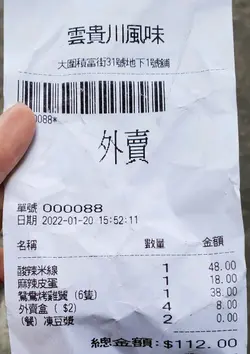 雲貴川風味
大圍積富街31號地下1號舖
0088*
外賣
單號 000088
日期 2022-01-20 15:52:11
名稱 數量 金額
酸辣米線 1 48.00
麻辣皮蛋 1 18.00
鴛鴦烤雞翼 (6隻) 1 38.00
外賣盒 ( $2) 4 8.00
(餐) 凍豆漿 2 0.00
總金額:$112.00